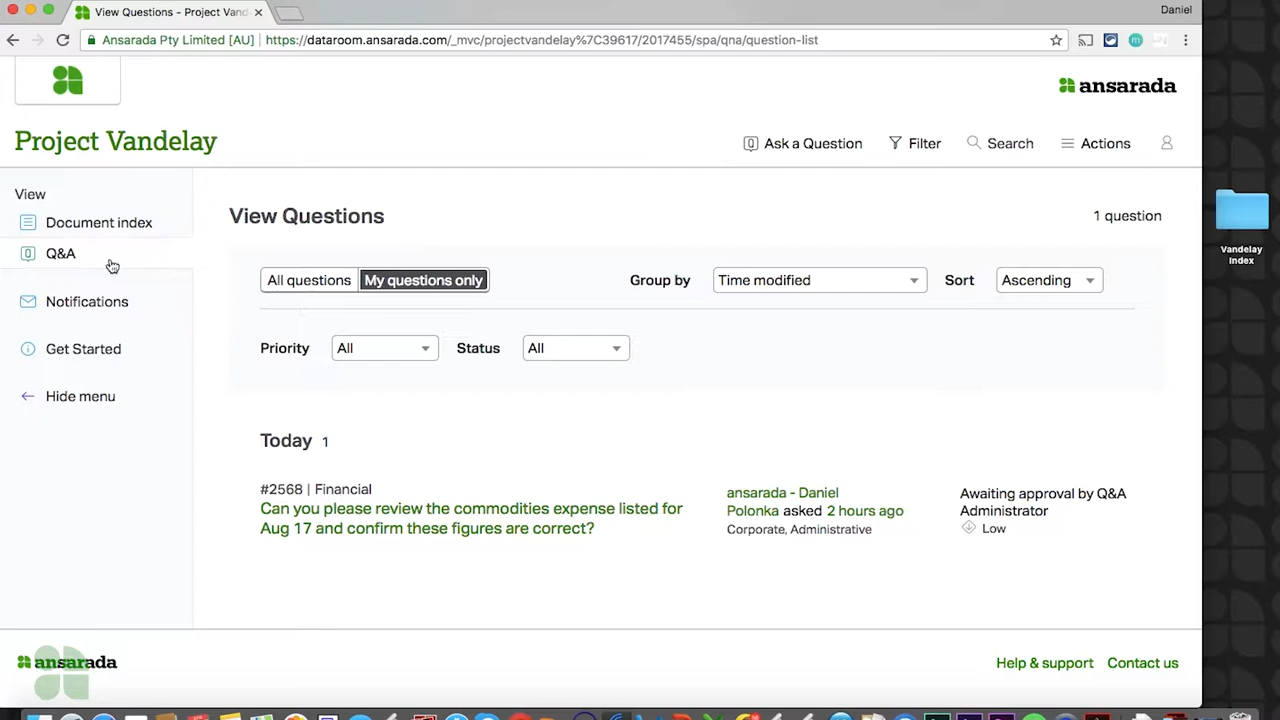 View Questions - Project Vand
Daniel
Ansarada Pty Limited [AU] | https://dataroom.ansarada.com/_mvc/projectvandelay%7C39617/2017455/spa/qna/question-list
ansarada
Project Vandelay
Ask a Question
Filter
Search
Actions
View
Document index
Q&A
Notifications
Get Started
Hide menu
View Questions
1 question
All questions
My questions only
Group by
Time modified
Sort
Ascending
Priority
All
Status
All
Today 1
#2568 | Financial
Can you please review the commodities expense listed for
Aug 17 and confirm these figures are correct?
ansarada - Daniel
Polonka asked 2 hours ago
Corporate, Administrative
Awaiting approval by Q&A
Administrator
Low
Vandelay
Index
ansarada
Help & support
Contact us